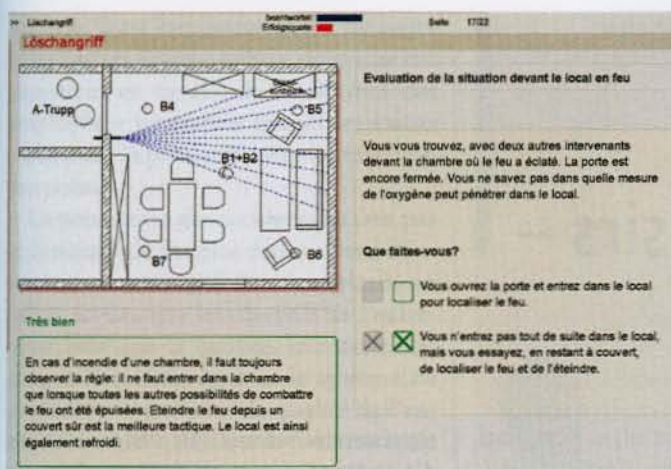 >> Löschangriff
beantwortet:
Erfolgsquote:
Seite 17/23
Löschangriff
A-Trupp
B4
B5
B1+B2
B7
B6
Très bien
En cas d'incendie d'une chambre, il faut toujours
observer la règle: il ne faut entrer dans la chambre
que lorsque toutes les autres possibilités de combattre
le feu ont été épuisées. Eteindre le feu depuis un
couvert sûr est la meilleure tactique. Le local est ainsi
également refroidi.
Evaluation de la situation devant le local en feu
Vous vous trouvez, avec deux autres intervenants
devant la chambre où le feu a éclaté. La porte est
encore fermée. Vous ne savez pas dans quelle mesure
de l'oxygène peut pénétrer dans le local.
Que faites-vous?
Vous ouvrez la porte et entrez dans le local
pour localiser le feu.
Vous n'entrez pas tout de suite dans le local,
mais vous essayez, en restant à couvert,
de localiser le feu et de l'éteindre.